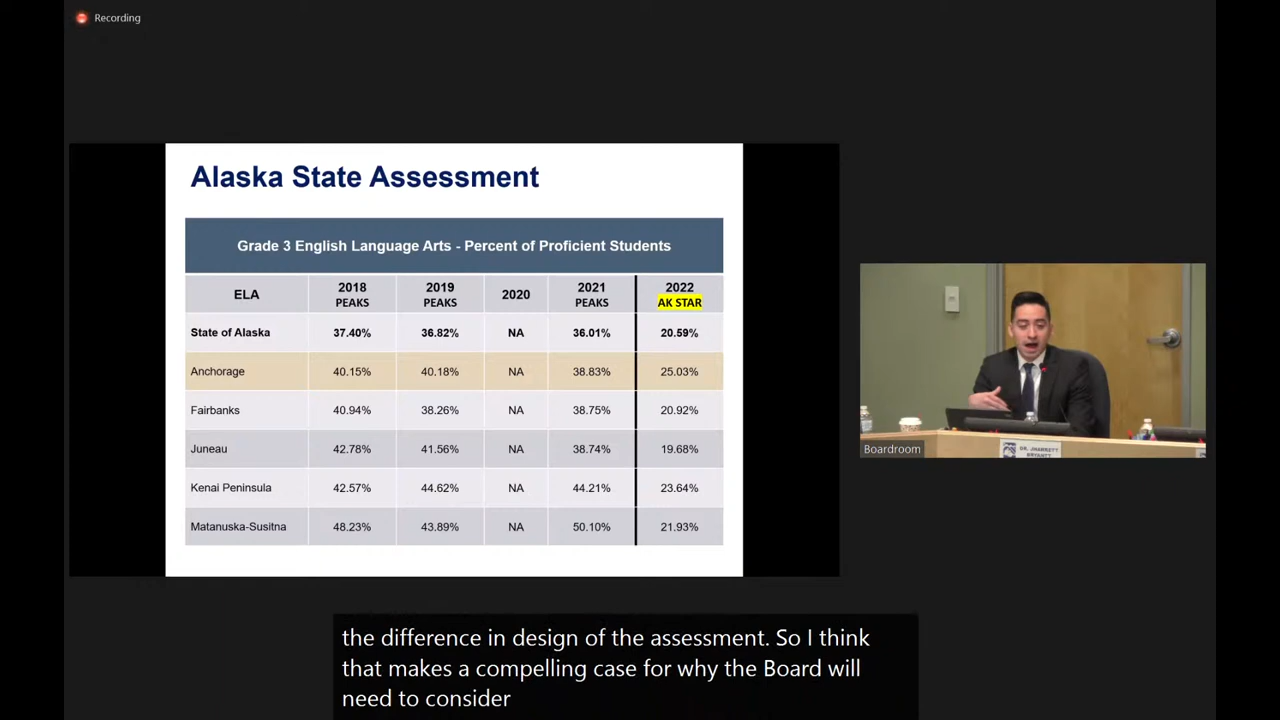 Recording
Alaska State Assessment
Grade 3 English Language Arts - Percent of Proficient Students
ELA 2018 PEAKS 2019 PEAKS 2020 2021 PEAKS 2022 AK STAR
State of Alaska 37.40% 36.82% NA 36.01% 20.59%
Anchorage 40.15% 40.18% NA 38.83% 25.03%
Fairbanks 40.94% 38.26% NA 38.75% 20.92%
Juneau 42.78% 41.56% NA 38.74% 19.68%
Kenai Peninsula 42.57% 44.62% NA 44.21% 23.64%
Matanuska-Susitna 48.23% 43.89% NA 50.10% 21.93%
DR. JHARRETT
BRYANTT
Boardroom
the difference in design of the assessment. So I think
that makes a compelling case for why the Board will
need to consider